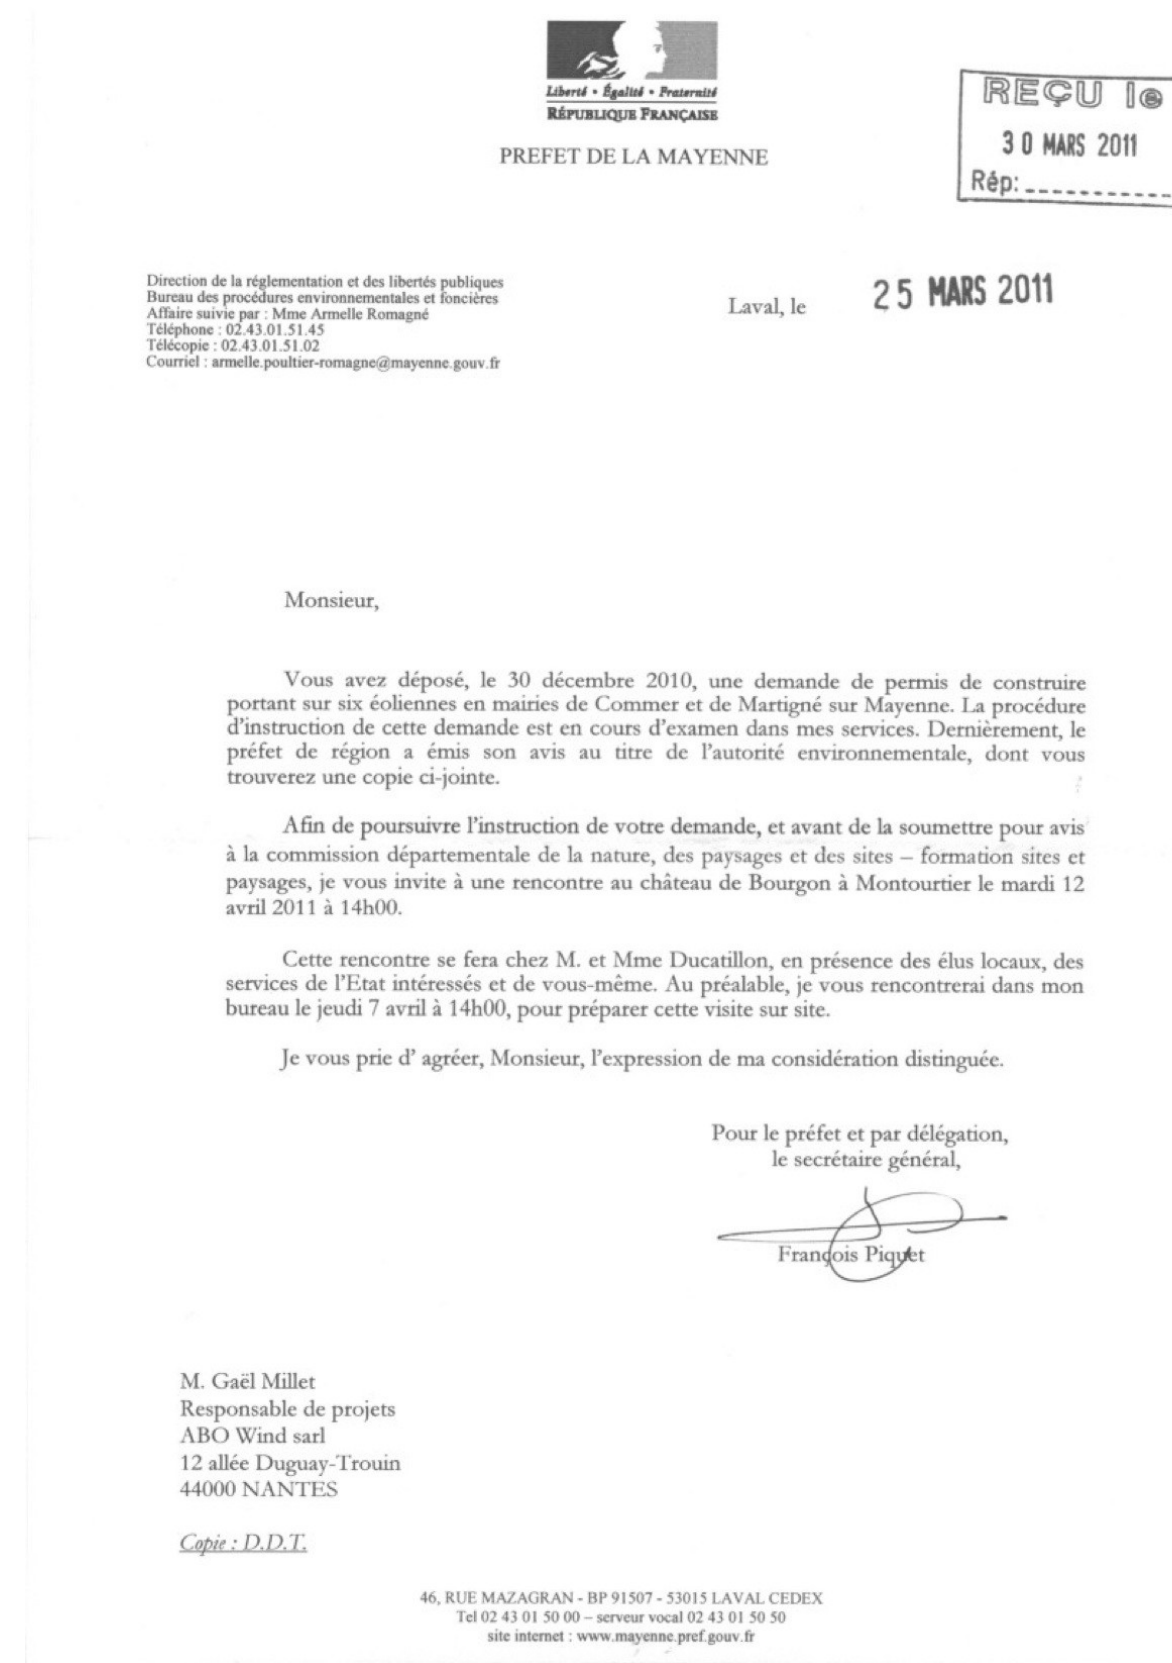 Liberté • Égalité • Fraternité
RÉPUBLIQUE FRANÇAISE
PREFET DE LA MAYENNE
REÇU le
30 MARS 2011
Rép:
Direction de la réglementation et des libertés publiques
Bureau des procédures environnementales et foncières
Affaire suivie par : Mme Armelle Romagné
Téléphone : 02.43.01.51.45
Télécopie : 02.43.01.51.02
Courriel : armelle.poultier-romagne@mayenne.gouv.fr
Laval, le 25 MARS 2011
Monsieur,
Vous avez déposé, le 30 décembre 2010, une demande de permis de construire
portant sur six éoliennes en mairies de Commer et de Martigné sur Mayenne. La procédure
d'instruction de cette demande est en cours d'examen dans mes services. Dernièrement, le
préfet de région a émis son avis au titre de l'autorité environnementale, dont vous
trouverez une copie ci-jointe.
Afin de poursuivre l'instruction de votre demande, et avant de la soumettre pour avis
à la commission départementale de la nature, des paysages et des sites – formation sites et
paysages, je vous invite à une rencontre au château de Bourgon à Montourtier le mardi 12
avril 2011 à 14h00.
Cette rencontre se fera chez M. et Mme Ducatillon, en présence des élus locaux, des
services de l'Etat intéressés et de vous-même. Au préalable, je vous rencontrerai dans mon
bureau le jeudi 7 avril à 14h00, pour préparer cette visite sur site.
Je vous prie d' agréer, Monsieur, l'expression de ma considération distinguée.
Pour le préfet et par délégation,
le secrétaire général,
François Piquet
M. Gaël Millet
Responsable de projets
ABO Wind sarl
12 allée Duguay-Trouin
44000 NANTES
Copie : D.D.T.
46, RUE MAZAGRAN - BP 91507 - 53015 LAVAL CEDEX
Tel 02 43 01 50 00 – serveur vocal 02 43 01 50 50
site internet : www.mayenne.pref.gouv.fr